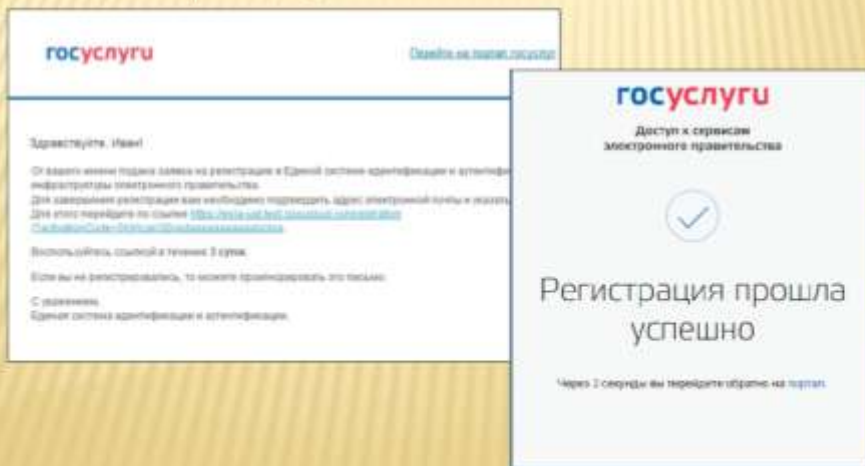 госуслуги
Перейти на портал госуслуг
Здравствуйте, Иван!
От вашего имени подана заявка на регистрацию в Единой системе идентификации и
инфраструктуры электронного правительства.
Для завершения регистрации вам необходимо подтвердить адрес электронной почты и указать
Для этого перейдите по ссылке
Воспользуйтесь ссылкой в течение 3 суток.
Если вы не регистрировались, то можете проигнорировать это письмо.
С уважением,
Единая система идентификации и аутентификации.
госуслуги
Доступ к сервисам
электронного правительства
Регистрация прошла
успешно
Через 2 секунды вы перейдете обратно на портал.